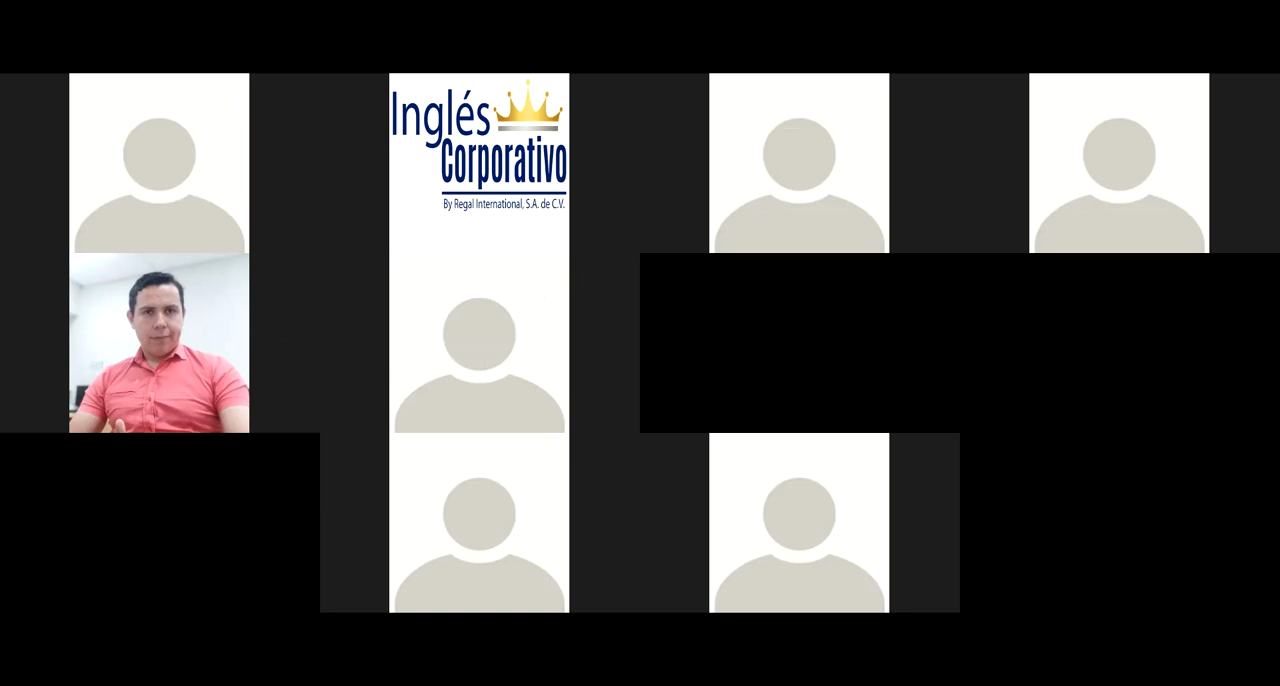 Inglés
Corporativo
By Regal International, S.A. de C.V.